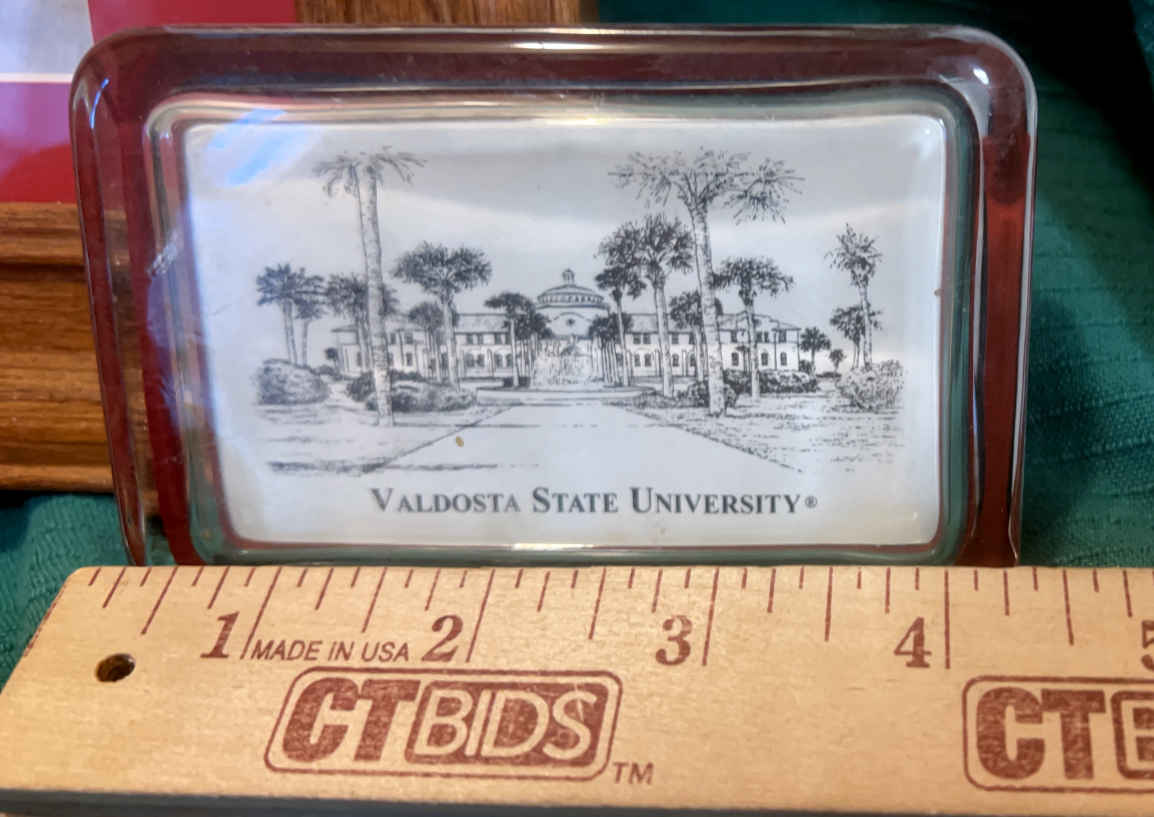 VALDOSTA STATE UNIVERSITY®
1 2 3 4 5
MADE IN USA
CTBIDS™
CTB